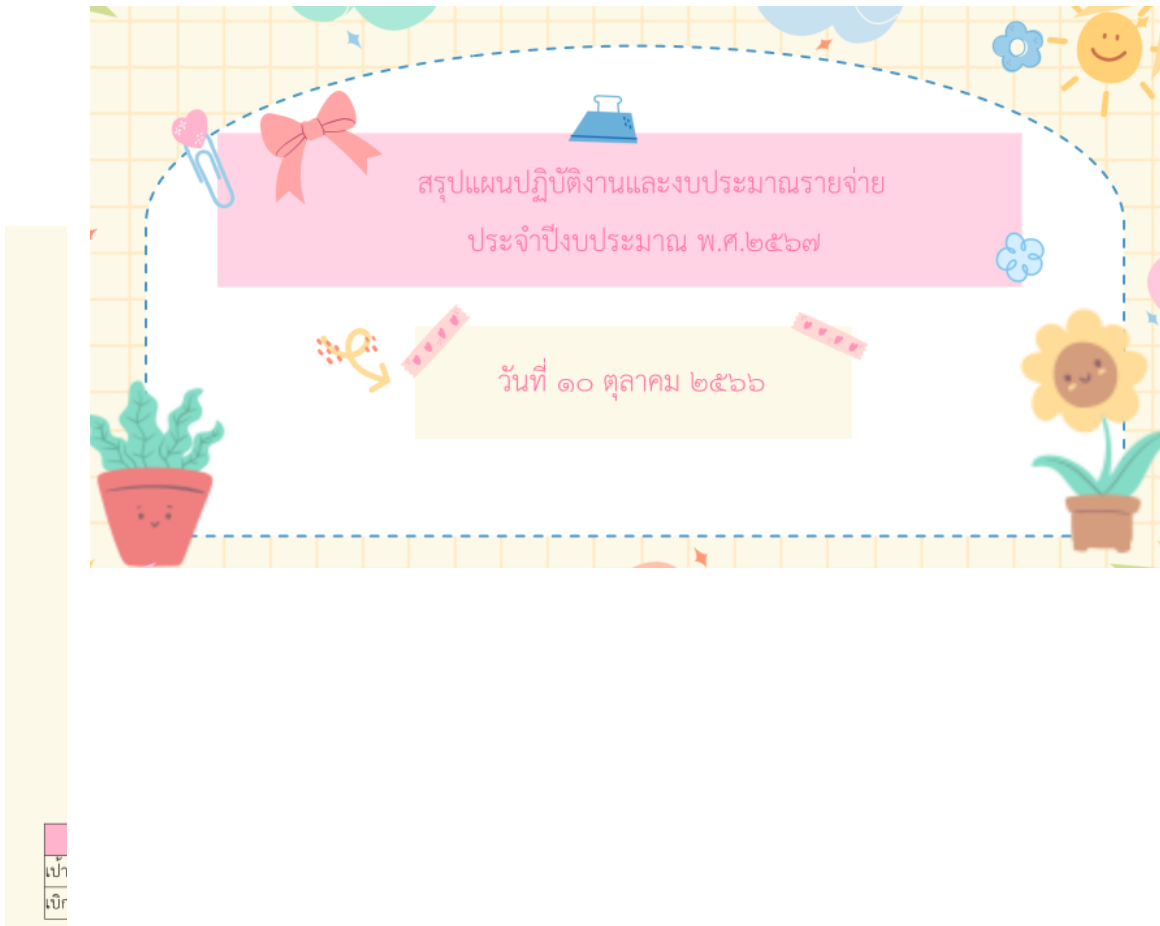 สรุปแผนปฏิบัติงานและงบประมาณรายจ่าย
ประจำปีงบประมาณ พ.ศ.๒๕๖๗
วันที่ ๑๐ ตุลาคม ๒๕๖๖